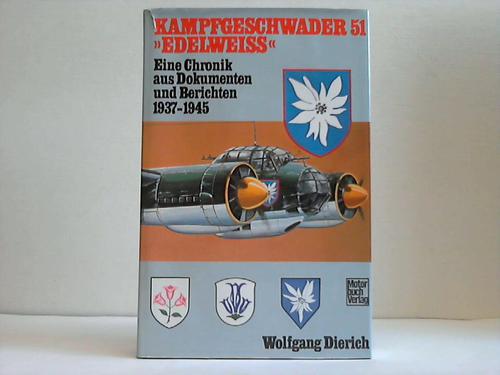 KAMPFGESCHWADER 51
»EDELWEISS«
Eine Chronik
aus Dokumenten
und Berichten
1937-1945
Motor
buch
Verlag
Wolfgang Dierich